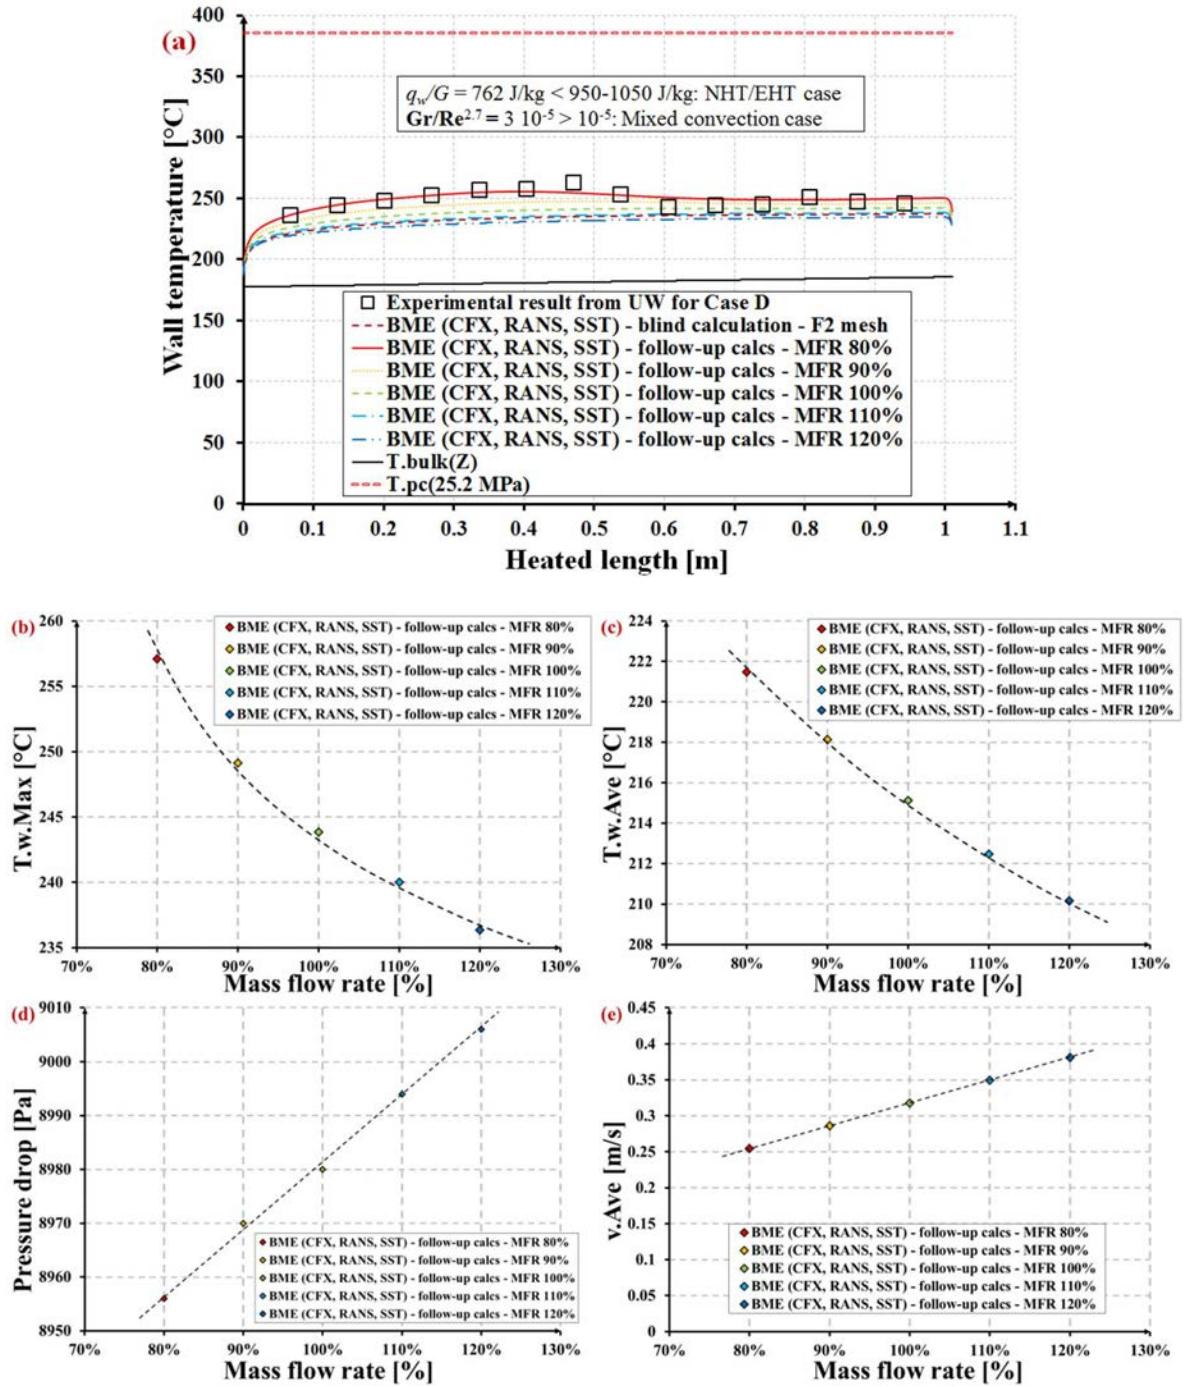 (a)
400
350
300
250
200
150
100
50
0
Wall temperature [°C]
q_w/G = 762 J/kg < 950-1050 J/kg: NHT/EHT case
Gr/Re^2.7 = 3 10^-5 > 10^-5: Mixed convection case
Experimental result from UW for Case D
BME (CFX, RANS, SST) - blind calculation - F2 mesh
BME (CFX, RANS, SST) - follow-up calcs - MFR 80%
BME (CFX, RANS, SST) - follow-up calcs - MFR 90%
BME (CFX, RANS, SST) - follow-up calcs - MFR 100%
BME (CFX, RANS, SST) - follow-up calcs - MFR 110%
BME (CFX, RANS, SST) - follow-up calcs - MFR 120%
T.bulk(Z)
T.pc(25.2 MPa)
0 0.1 0.2 0.3 0.4 0.5 0.6 0.7 0.8 0.9 1 1.1
Heated length [m]
(b)
260
255
250
245
240
235
T.w.Max [°C]
BME (CFX, RANS, SST) - follow-up calcs - MFR 80%
BME (CFX, RANS, SST) - follow-up calcs - MFR 90%
BME (CFX, RANS, SST) - follow-up calcs - MFR 100%
BME (CFX, RANS, SST) - follow-up calcs - MFR 110%
BME (CFX, RANS, SST) - follow-up calcs - MFR 120%
70% 80% 90% 100% 110% 120% 130%
Mass flow rate [%]
(c)
224
222
220
218
216
214
212
210
208
T.w.Ave [°C]
BME (CFX, RANS, SST) - follow-up calcs - MFR 80%
BME (CFX, RANS, SST) - follow-up calcs - MFR 90%
BME (CFX, RANS, SST) - follow-up calcs - MFR 100%
BME (CFX, RANS, SST) - follow-up calcs - MFR 110%
BME (CFX, RANS, SST) - follow-up calcs - MFR 120%
70% 80% 90% 100% 110% 120% 130%
Mass flow rate [%]
(d)
9010
9000
8990
8980
8970
8960
8950
Pressure drop [Pa]
BME (CFX, RANS, SST) - follow-up calcs - MFR 80%
BME (CFX, RANS, SST) - follow-up calcs - MFR 90%
BME (CFX, RANS, SST) - follow-up calcs - MFR 100%
BME (CFX, RANS, SST) - follow-up calcs - MFR 110%
BME (CFX, RANS, SST) - follow-up calcs - MFR 120%
70% 80% 90% 100% 110% 120% 130%
Mass flow rate [%]
(e)
0.45
0.4
0.35
0.3
0.25
0.2
0.15
0.1
0.05
0
v.Ave [m/s]
BME (CFX, RANS, SST) - follow-up calcs - MFR 80%
BME (CFX, RANS, SST) - follow-up calcs - MFR 90%
BME (CFX, RANS, SST) - follow-up calcs - MFR 100%
BME (CFX, RANS, SST) - follow-up calcs - MFR 110%
BME (CFX, RANS, SST) - follow-up calcs - MFR 120%
70% 80% 90% 100% 110% 120% 130%
Mass flow rate [%]